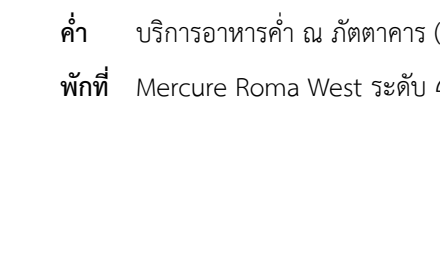 ค่ำ บริการอาหารค่ำ ณ ภัตตาคาร (
พักที่ Mercure Roma West ระดับ